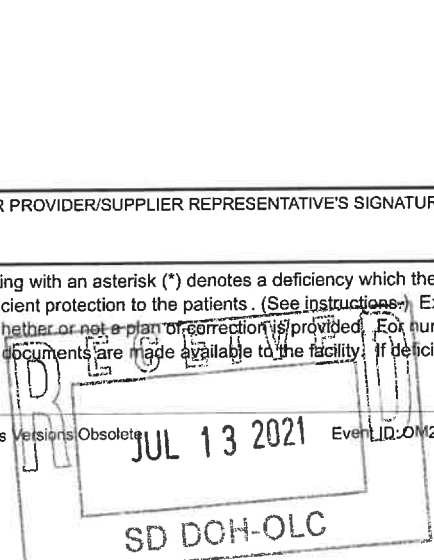 R PROVIDER/SUPPLIER REPRESENTATIVE'S SIGNATUR
ing with an asterisk (*) denotes a deficiency which the
cient protection to the patients . (See instructions.) Ex
hether or not a plan of correction is provided. For nur
documents are made available to the facility. If defici
RECEIVED
s Versions Obsolete
JUL 13 2021
Event ID:OM2
SD DOH-OLC